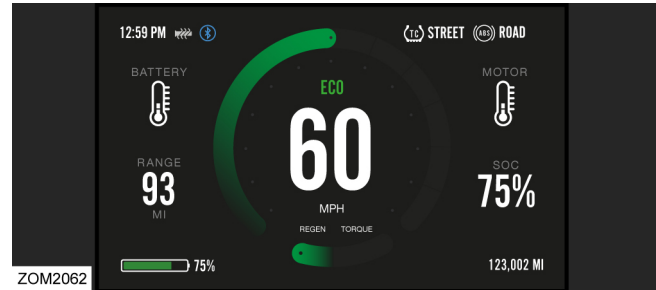 12:59 PM
TC STREET ABS ROAD
BATTERY
MOTOR
ECO
60
MPH
RANGE
93
MI
SOC
75%
REGEN TORQUE
75%
123,002 MI
ZOM2062